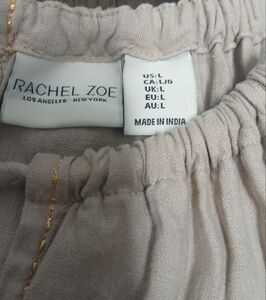 RACHEL ZOE
LOS ANGELES - NEW YORK
US: L
CA: L/G
UK: L
EU: L
AU: L
MADE IN INDIA